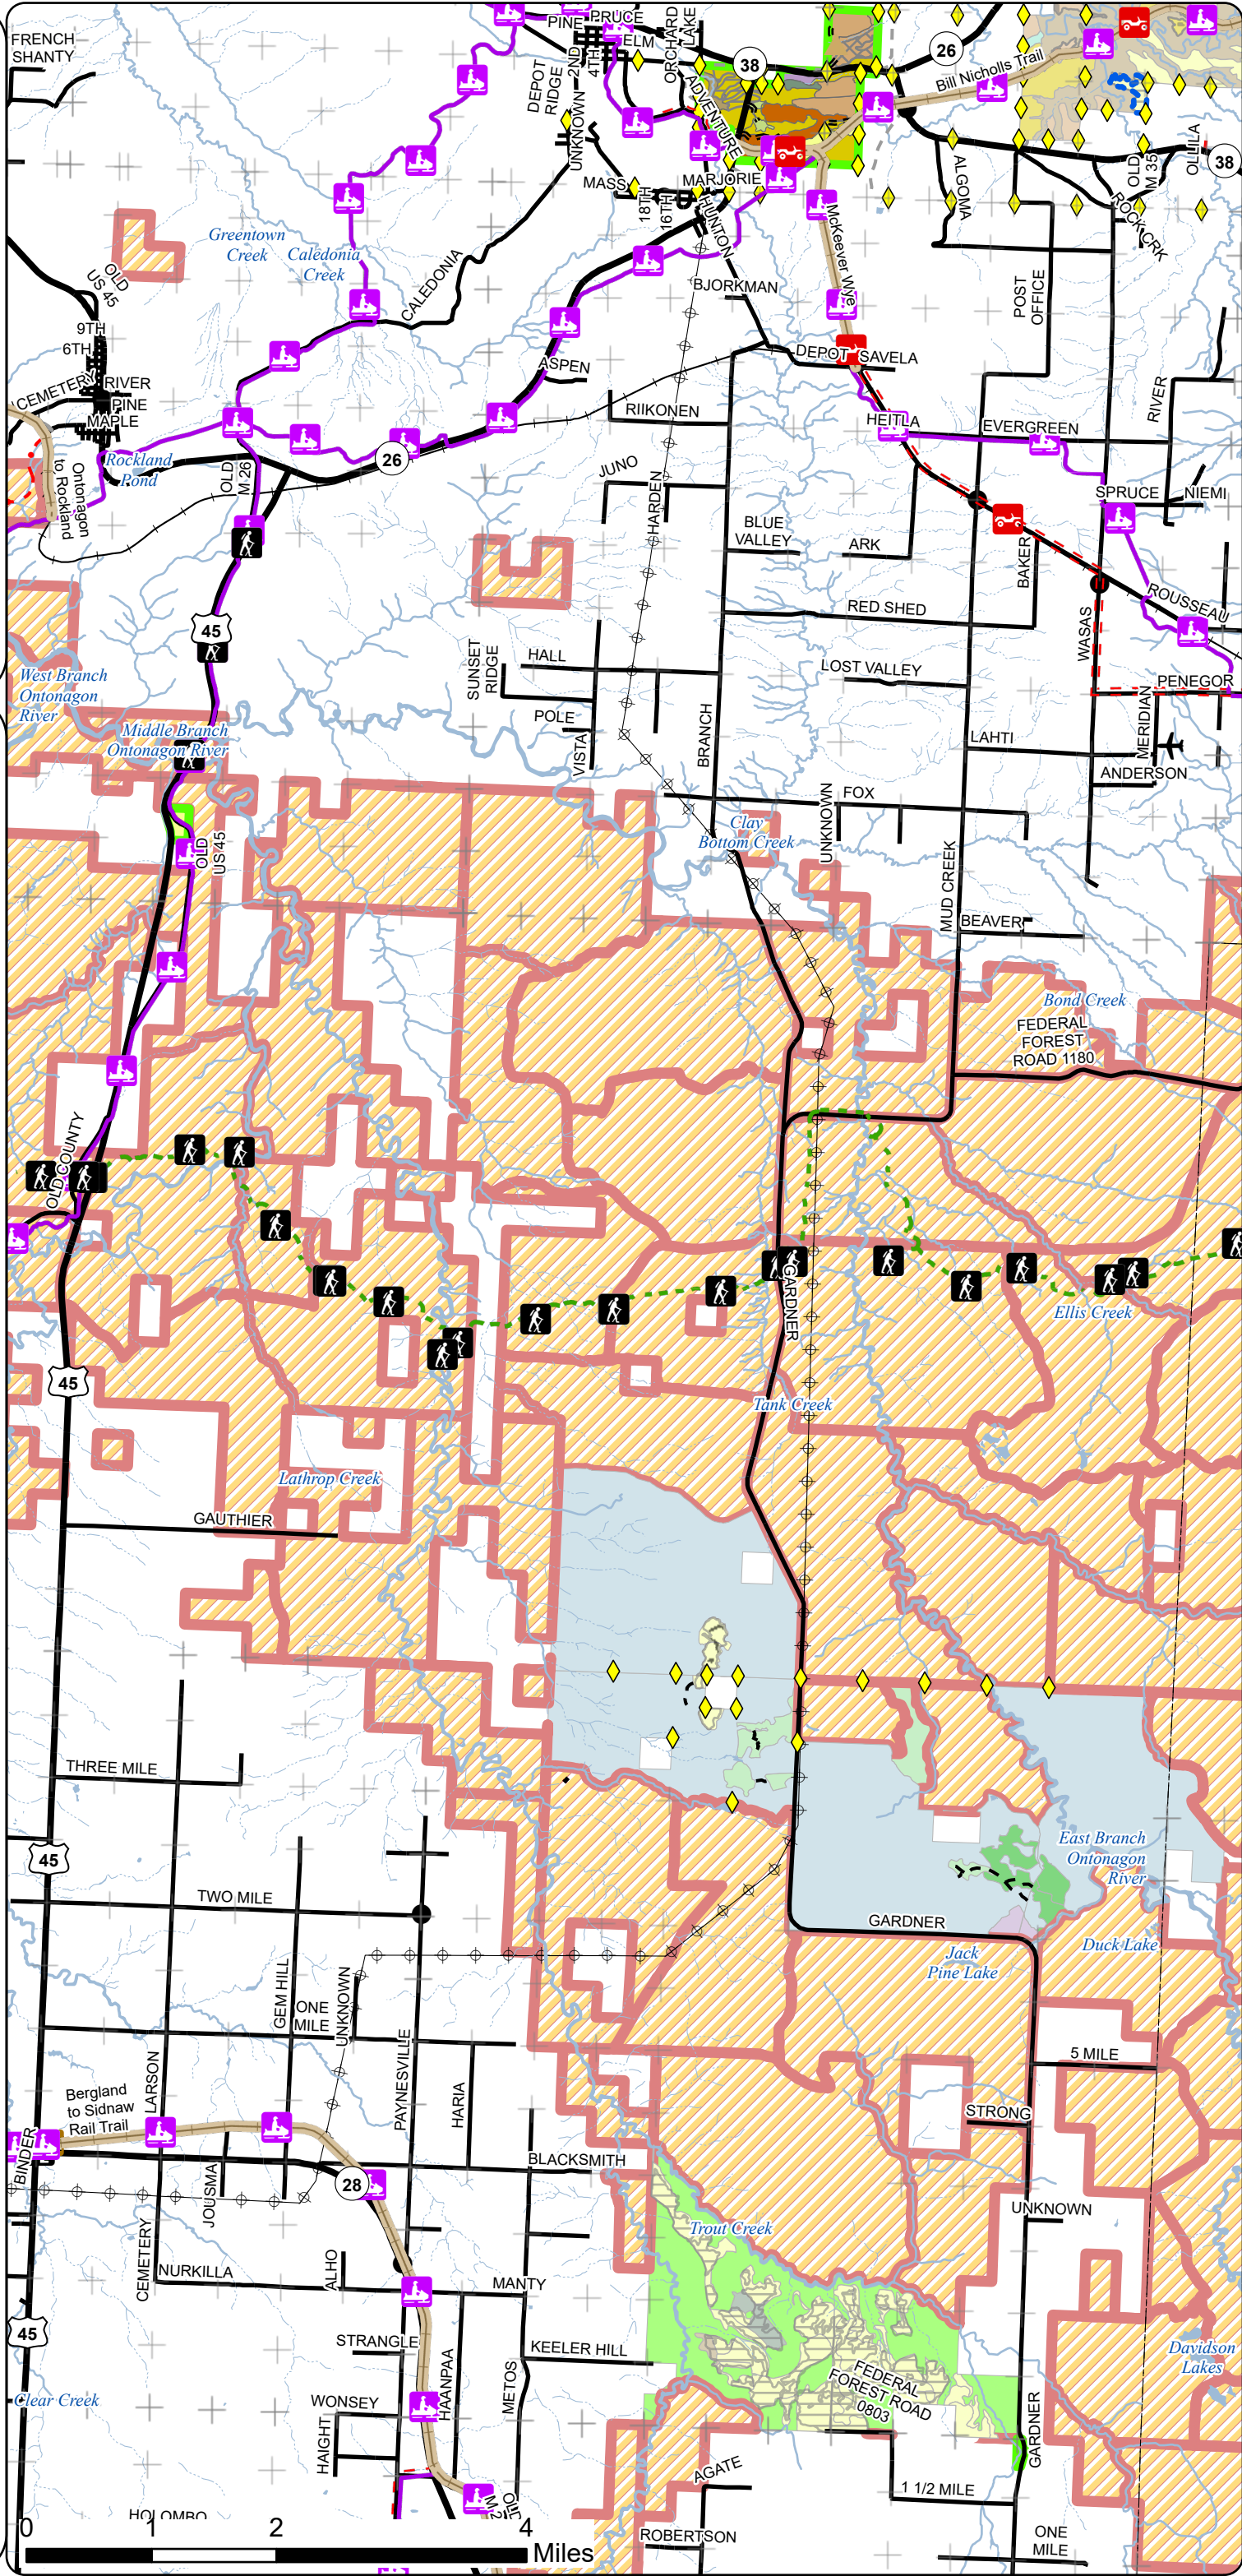 FRENCH
SHANTY
PINE
SPRUCE
ELM
2ND
4TH
ORCHARD
LAKE
DEPOT
RIDGE
UNKNOWN
ADVENTURE
38
26
Bill Nicholls Trail
MASS
18TH
16TH
MARJORIE
HUNTON
ALGOMA
OLD
M 35
OLLILA
38
ROCK CRK
McKeever Wye
Greentown
Creek
Caledonia
Creek
CALEDONIA
OLD
US 45
9TH
6TH
CEMETERY
RIVER
PINE
MAPLE
Rockland
Pond
Ontonagon
to Rockland
OLD
M 26
26
ASPEN
BJORKMAN
DEPOT
SAVELA
POST
OFFICE
RIVER
RIIKONEN
HEITLA
EVERGREEN
JUNO
HARDEN
SPRUCE
NIEMI
BLUE
VALLEY
ARK
BAKER
ROUSSEAU
RED SHED
WASAS
45
SUNSET
RIDGE
HALL
LOST VALLEY
PENEGOR
West Branch
Ontonagon
River
Middle Branch
Ontonagon River
POLE
VISTA
BRANCH
LAHTI
MERIDIAN
ANDERSON
FOX
UNKNOWN
Clay
Bottom Creek
OLD
US 45
MUD CREEK
BEAVER
Bond Creek
FEDERAL
FOREST
ROAD 1180
OLD COUNTY
GARDNER
Ellis Creek
45
Tank Creek
Lathrop Creek
GAUTHIER
THREE MILE
45
East Branch
Ontonagon
River
TWO MILE
GARDNER
Duck Lake
Jack
Pine Lake
GEM HILL
ONE
MILE
UNKNOWN
PAYNESVILLE
HARIA
LARSON
5 MILE
Bergland
to Sidnaw
Rail Trail
STRONG
BINDER
BLACKSMITH
28
JOUSMA
CEMETERY
UNKNOWN
Trout Creek
NURKILLA
ALHO
MANTY
45
STRANGLE
KEELER HILL
Davidson
Lakes
FEDERAL
FOREST ROAD
0803
HAANPAA
METOS
Clear Creek
WONSEY
HAIGHT
GARDNER
AGATE
1 1/2 MILE
OLD
HOLOMBO
ROBERTSON
ONE
MILE
0 1 2 4
Miles